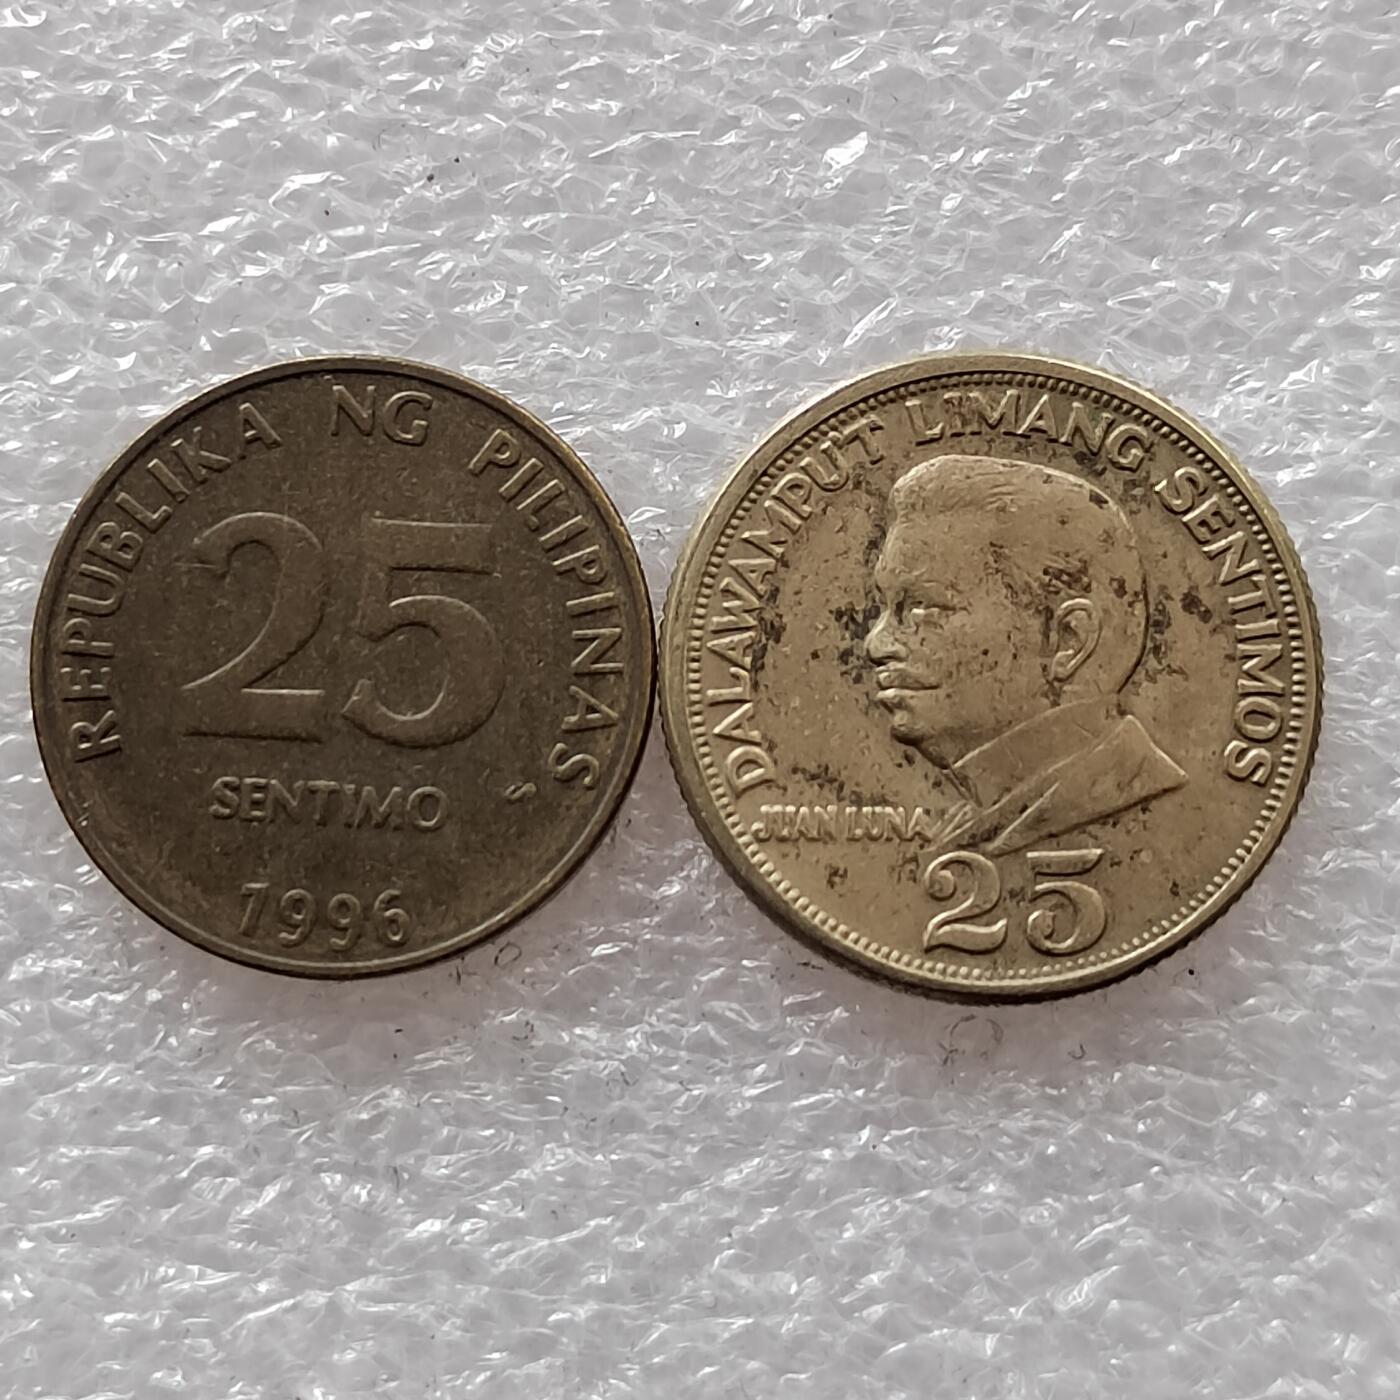 REPUBLIKA NG PILIPINAS
25
SENTIMO
s
1996
DALAWAMPUT LIMANG SENTIMOS
JUAN LUNA
25